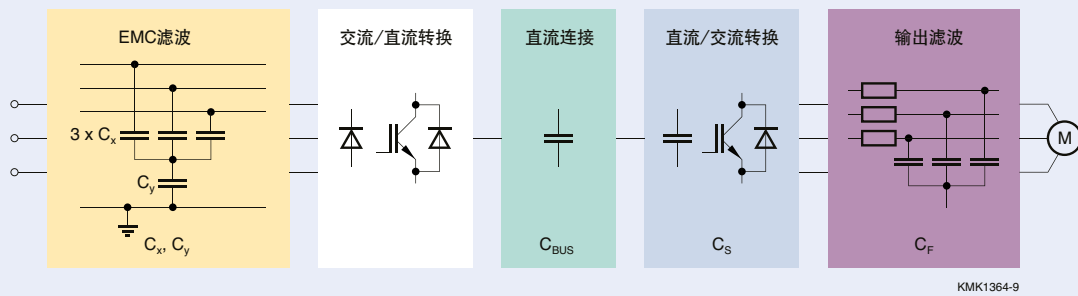 EMC滤波
交流/直流转换
直流连接
直流/交流转换
输出滤波
3 x Cx
Cy
M
Cx, Cy
CBUS
CS
CF
KMK1364-9